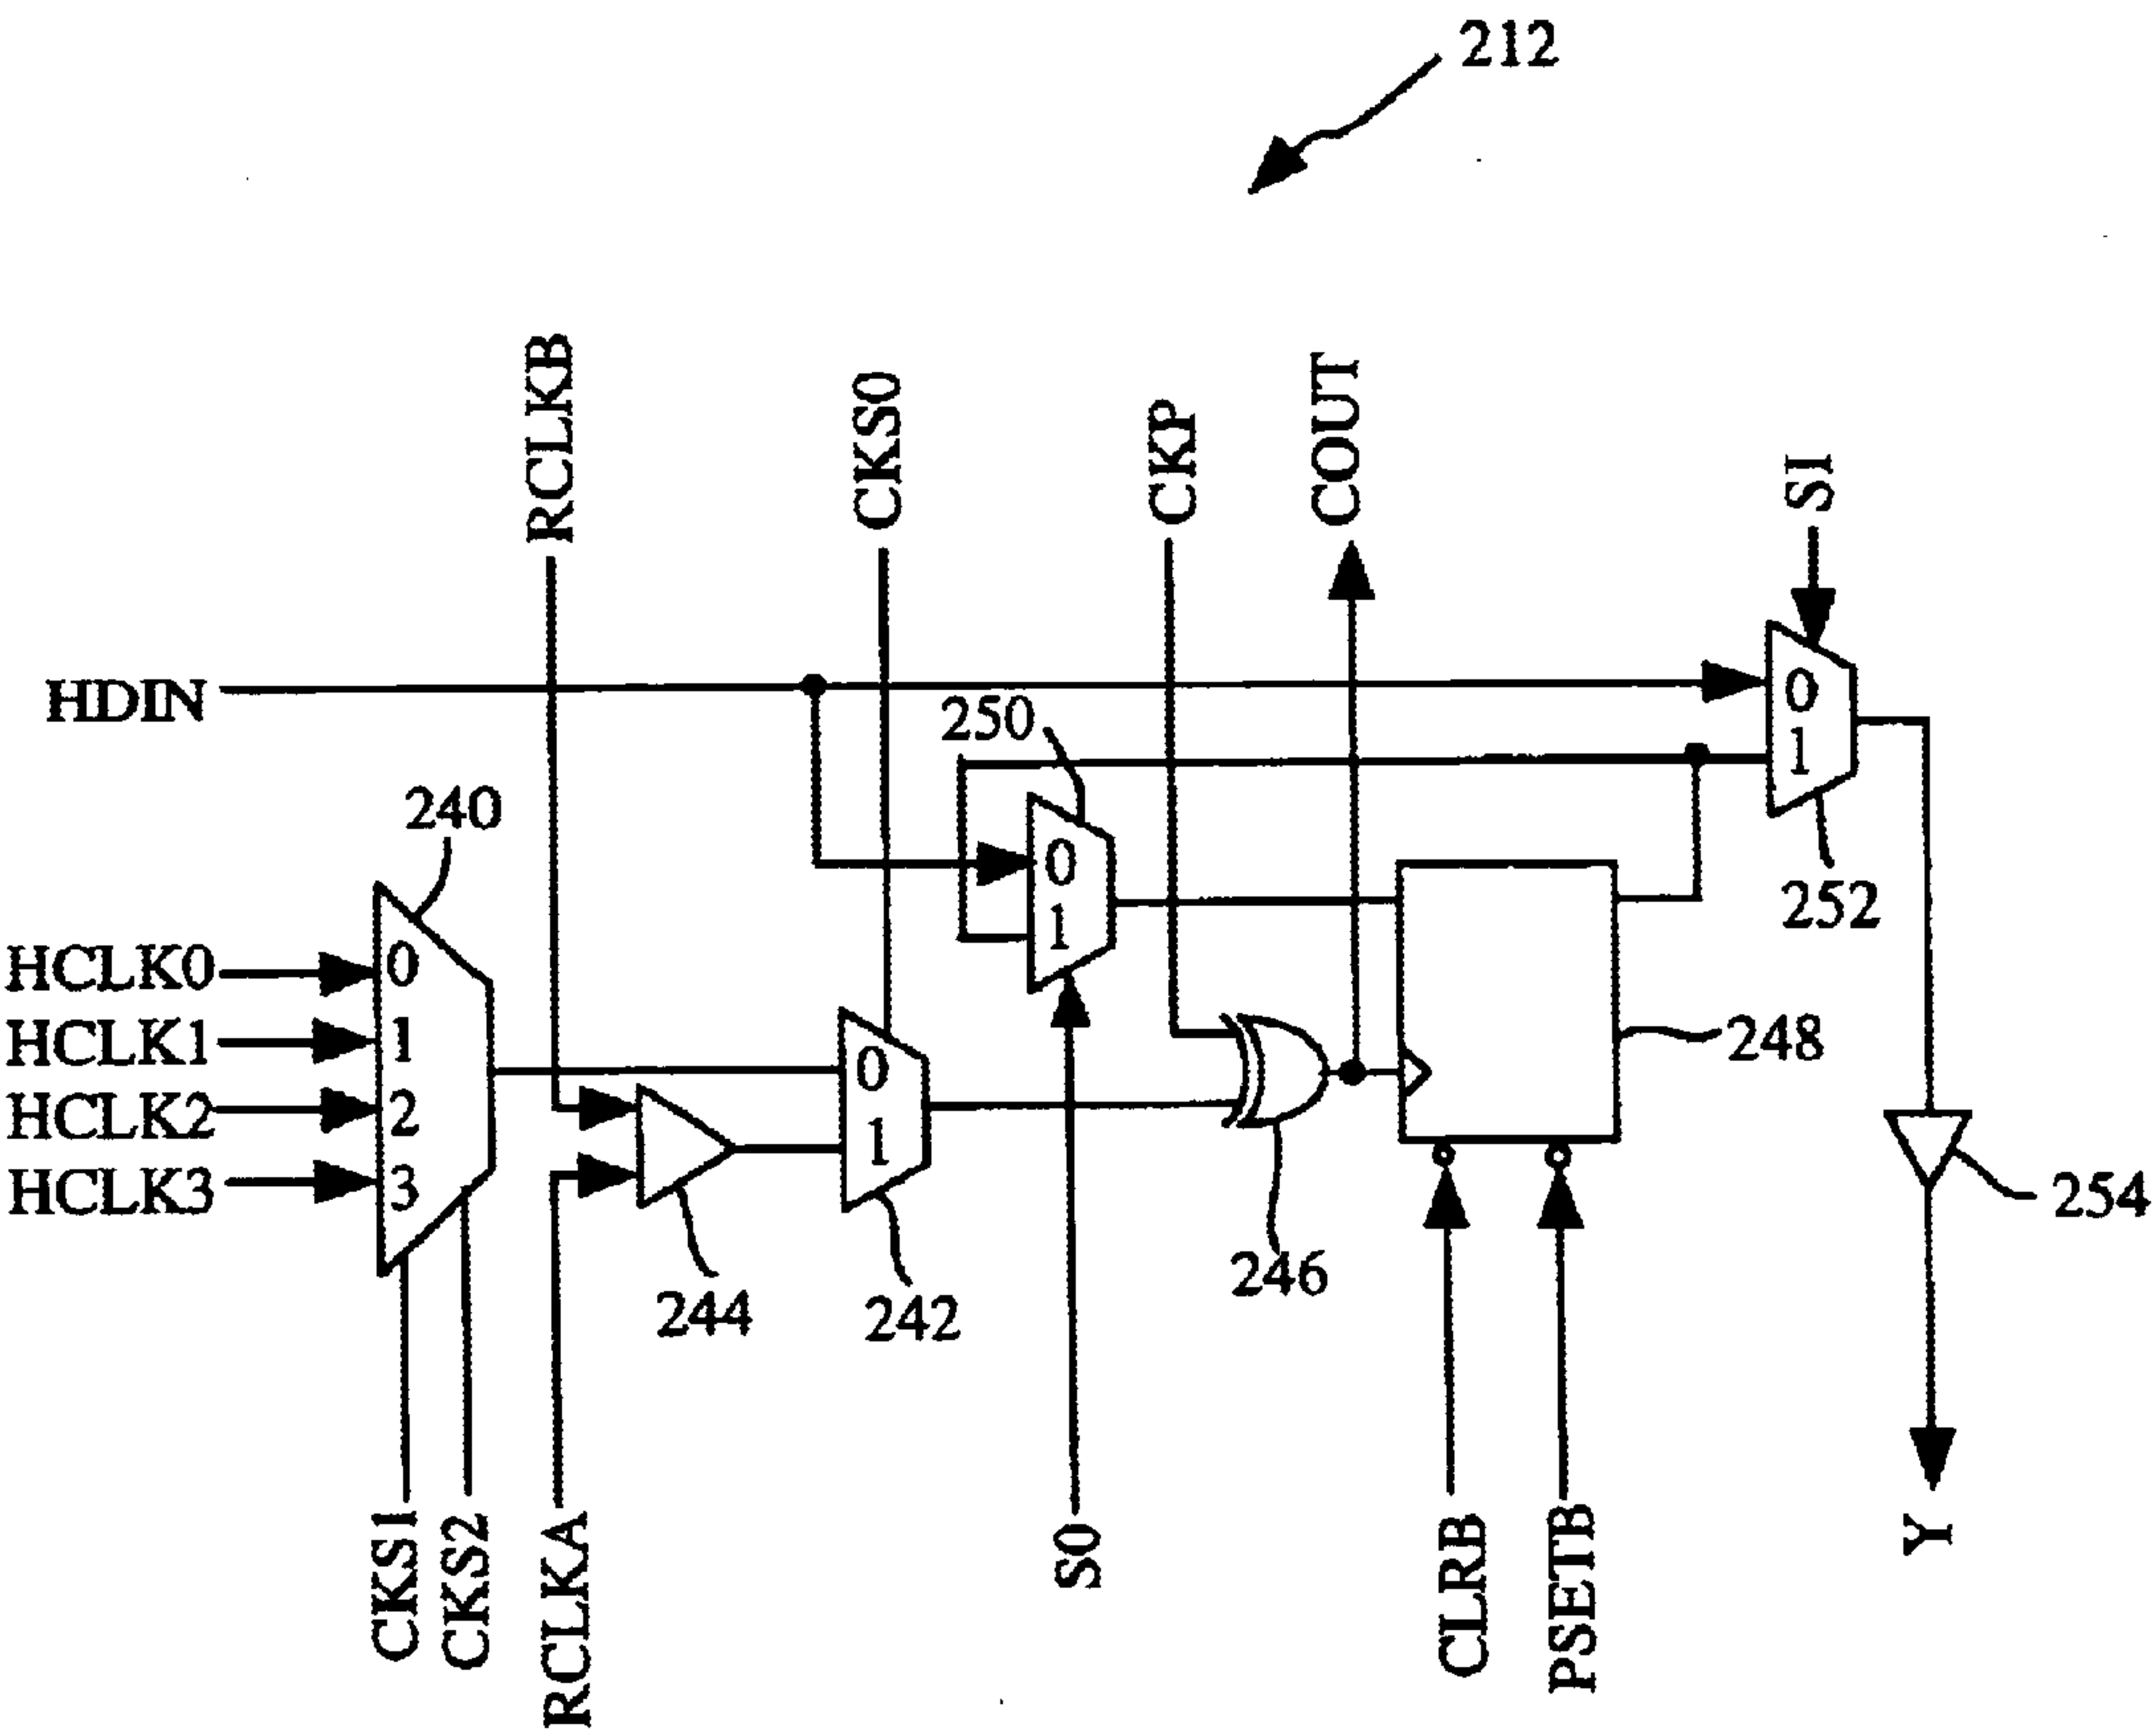 212
RCLKB
CKS0
CKP
COUT
SI
HDIN
250
0
1
240
0
1
252
HCLK0
HCLK1
HCLK2
HCLK3
0
1
2
3
0
1
248
254
244
242
246
CKS1
CKS2
RCLKA
S0
CLRB
PSETB
Y